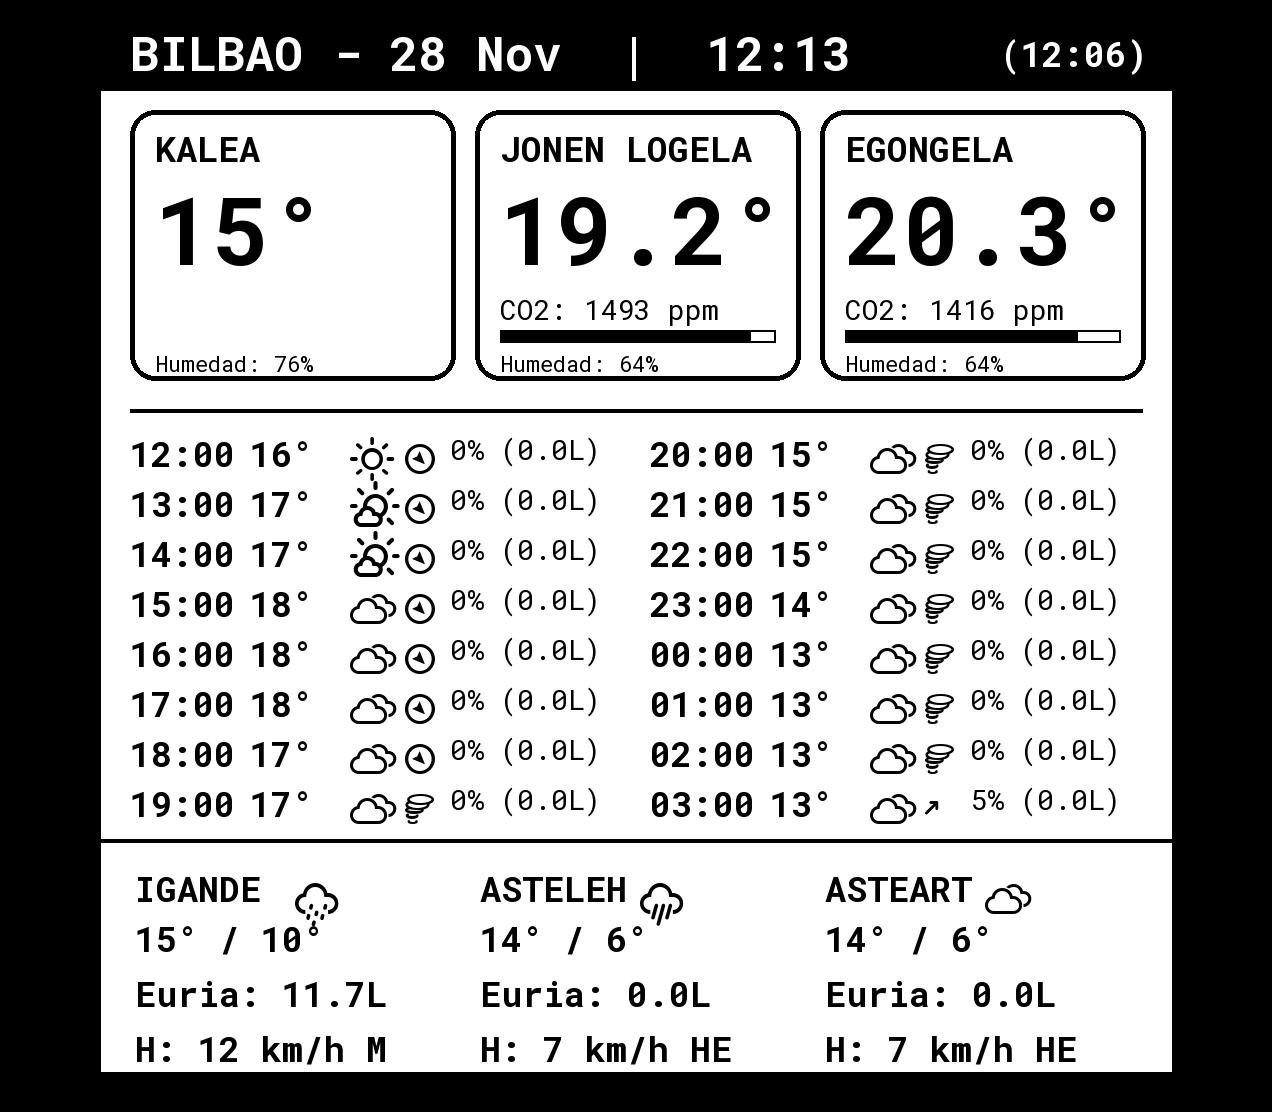 BILBAO - 28 Nov | 12:13 (12:06)
KALEA
15°
Humedad: 76%
JONEN LOGELA
19.2°
CO2: 1493 ppm
Humedad: 64%
EGONGELA
20.3°
CO2: 1416 ppm
Humedad: 64%
12:00 16° 0% (0.0L)
13:00 17° 0% (0.0L)
14:00 17° 0% (0.0L)
15:00 18° 0% (0.0L)
16:00 18° 0% (0.0L)
17:00 18° 0% (0.0L)
18:00 17° 0% (0.0L)
19:00 17° 0% (0.0L)
20:00 15° 0% (0.0L)
21:00 15° 0% (0.0L)
22:00 15° 0% (0.0L)
23:00 14° 0% (0.0L)
00:00 13° 0% (0.0L)
01:00 13° 0% (0.0L)
02:00 13° 0% (0.0L)
03:00 13° 5% (0.0L)
IGANDE
15° / 10°
Euria: 11.7L
H: 12 km/h M
ASTELEH
14° / 6°
Euria: 0.0L
H: 7 km/h HE
ASTEART
14° / 6°
Euria: 0.0L
H: 7 km/h HE